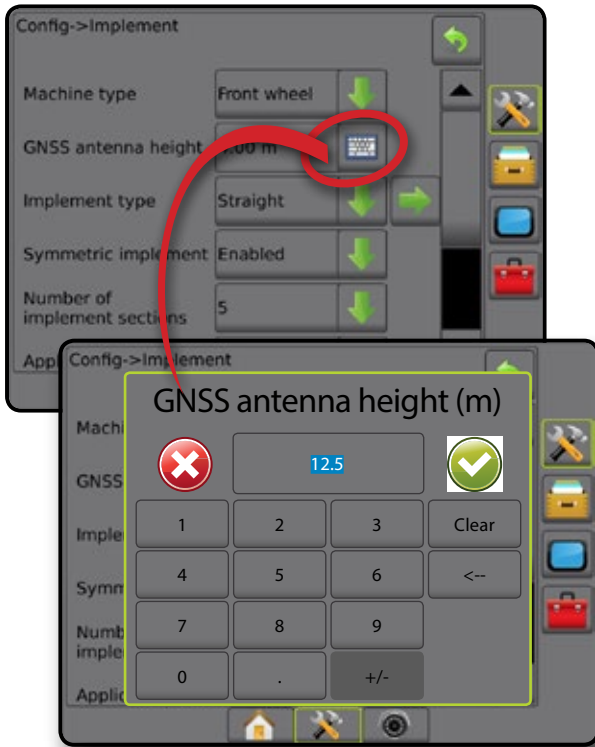 Config->Implement
Machine type Front wheel
GNSS antenna height .00 m
Implement type Straight
Symmetric implement Enabled
Number of
implement sections 5
App
Config->Implement
GNSS antenna height (m)
Machi
12.5
GNSS
1 2 3 Clear
Imple
4 5 6 <--
Symm
7 8 9
Numb
imple
0 . +/-
Applic